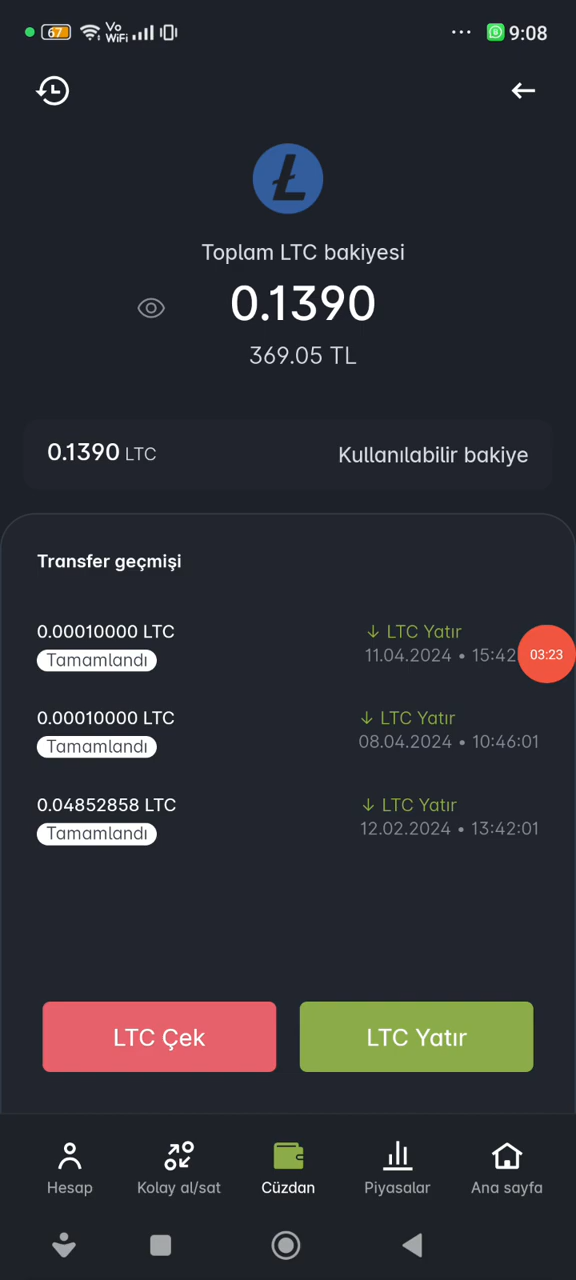 67 Vo WiFi ... 9:08
Toplam LTC bakiyesi
0.1390
369.05 TL
0.1390 LTC Kullanılabilir bakiye
Transfer geçmişi
0.00010000 LTC ↓ LTC Yatır
Tamamlandı 11.04.2024 • 15:42 03:23
0.00010000 LTC ↓ LTC Yatır
Tamamlandı 08.04.2024 • 10:46:01
0.04852858 LTC ↓ LTC Yatır
Tamamlandı 12.02.2024 • 13:42:01
LTC Çek LTC Yatır
Hesap Kolay al/sat Cüzdan Piyasalar Ana sayfa